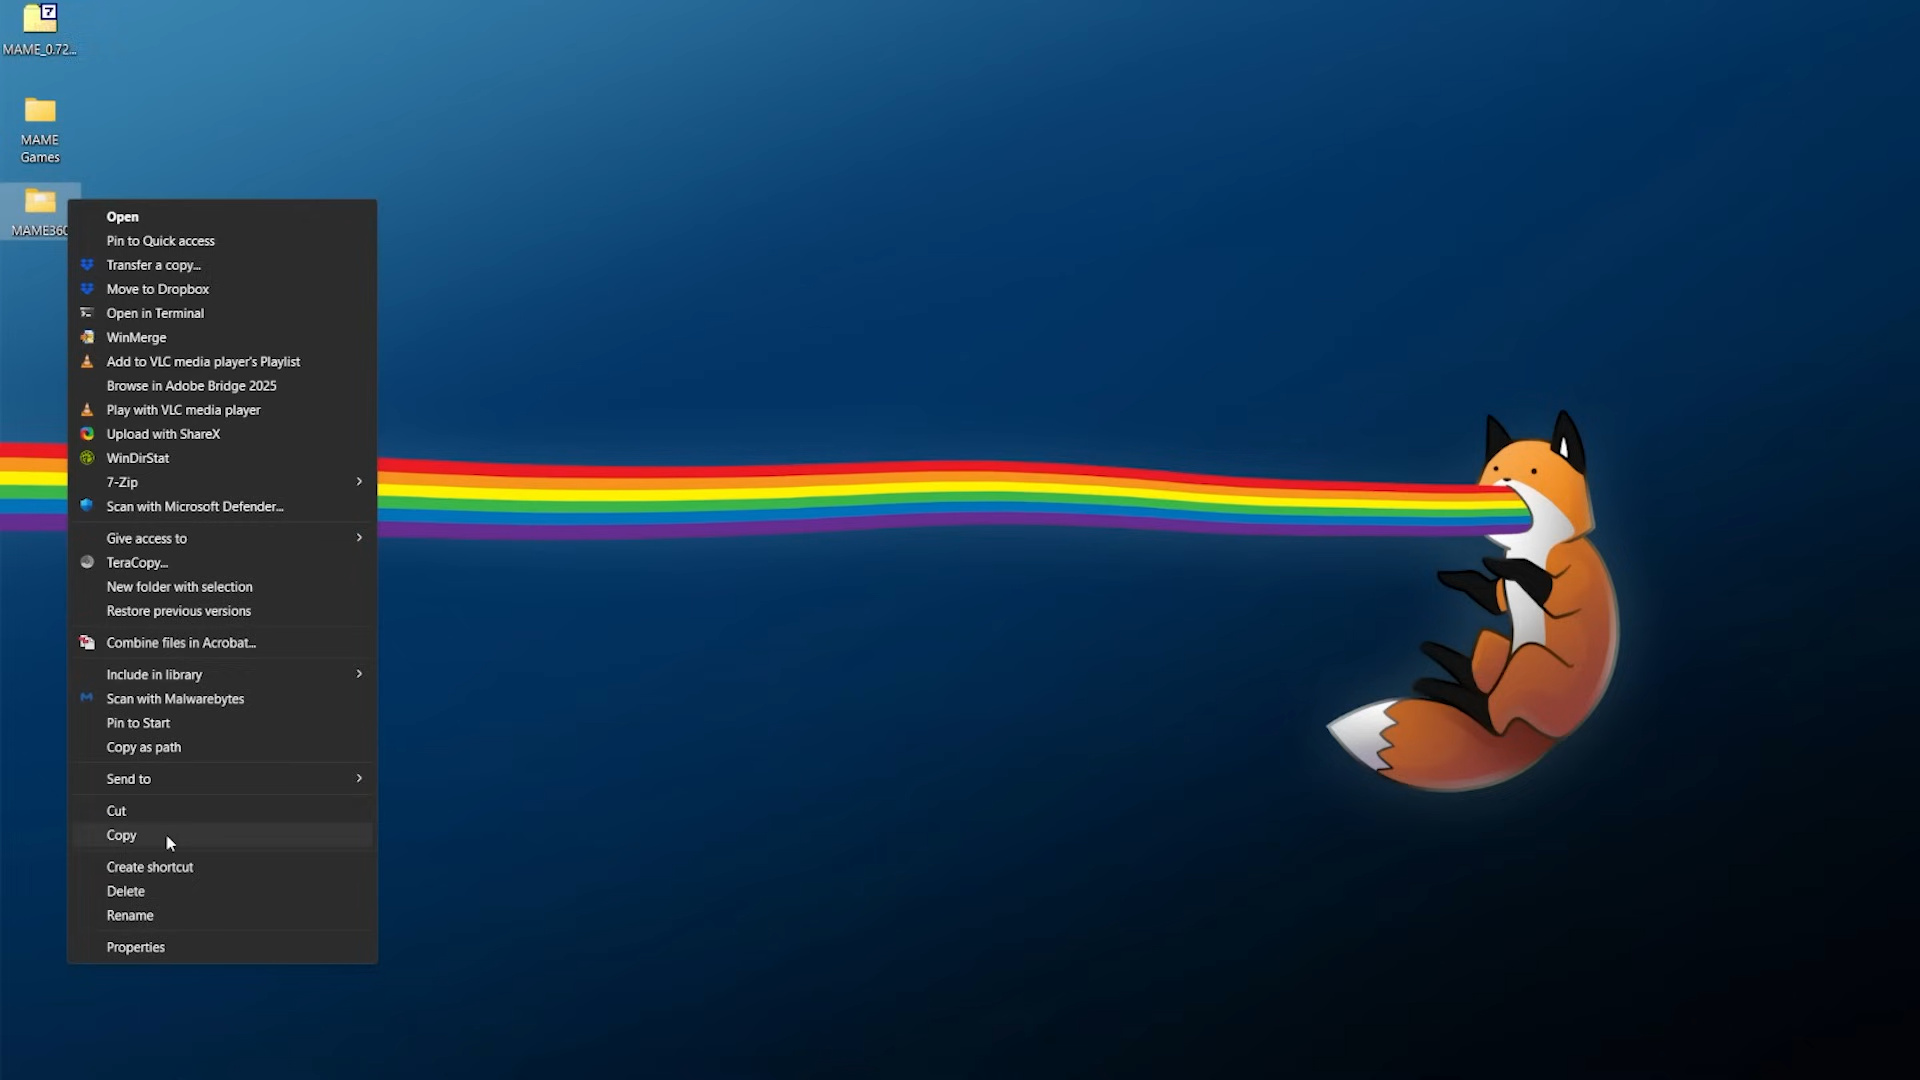 7
MAME_0.72...
MAME
Games
MAME360
Open
Pin to Quick access
Transfer a copy...
Move to Dropbox
Open in Terminal
WinMerge
Add to VLC media player's Playlist
Browse in Adobe Bridge 2025
Play with VLC media player
Upload with ShareX
WinDirStat
7-Zip
Scan with Microsoft Defender...
Give access to
TeraCopy...
New folder with selection
Restore previous versions
Combine files in Acrobat...
Include in library
Scan with Malwarebytes
Pin to Start
Copy as path
Send to
Cut
Copy
Create shortcut
Delete
Rename
Properties